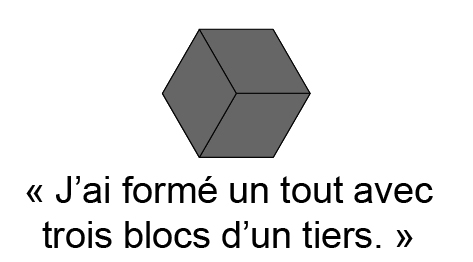 « J’ai formé un tout avec
trois blocs d’un tiers. »